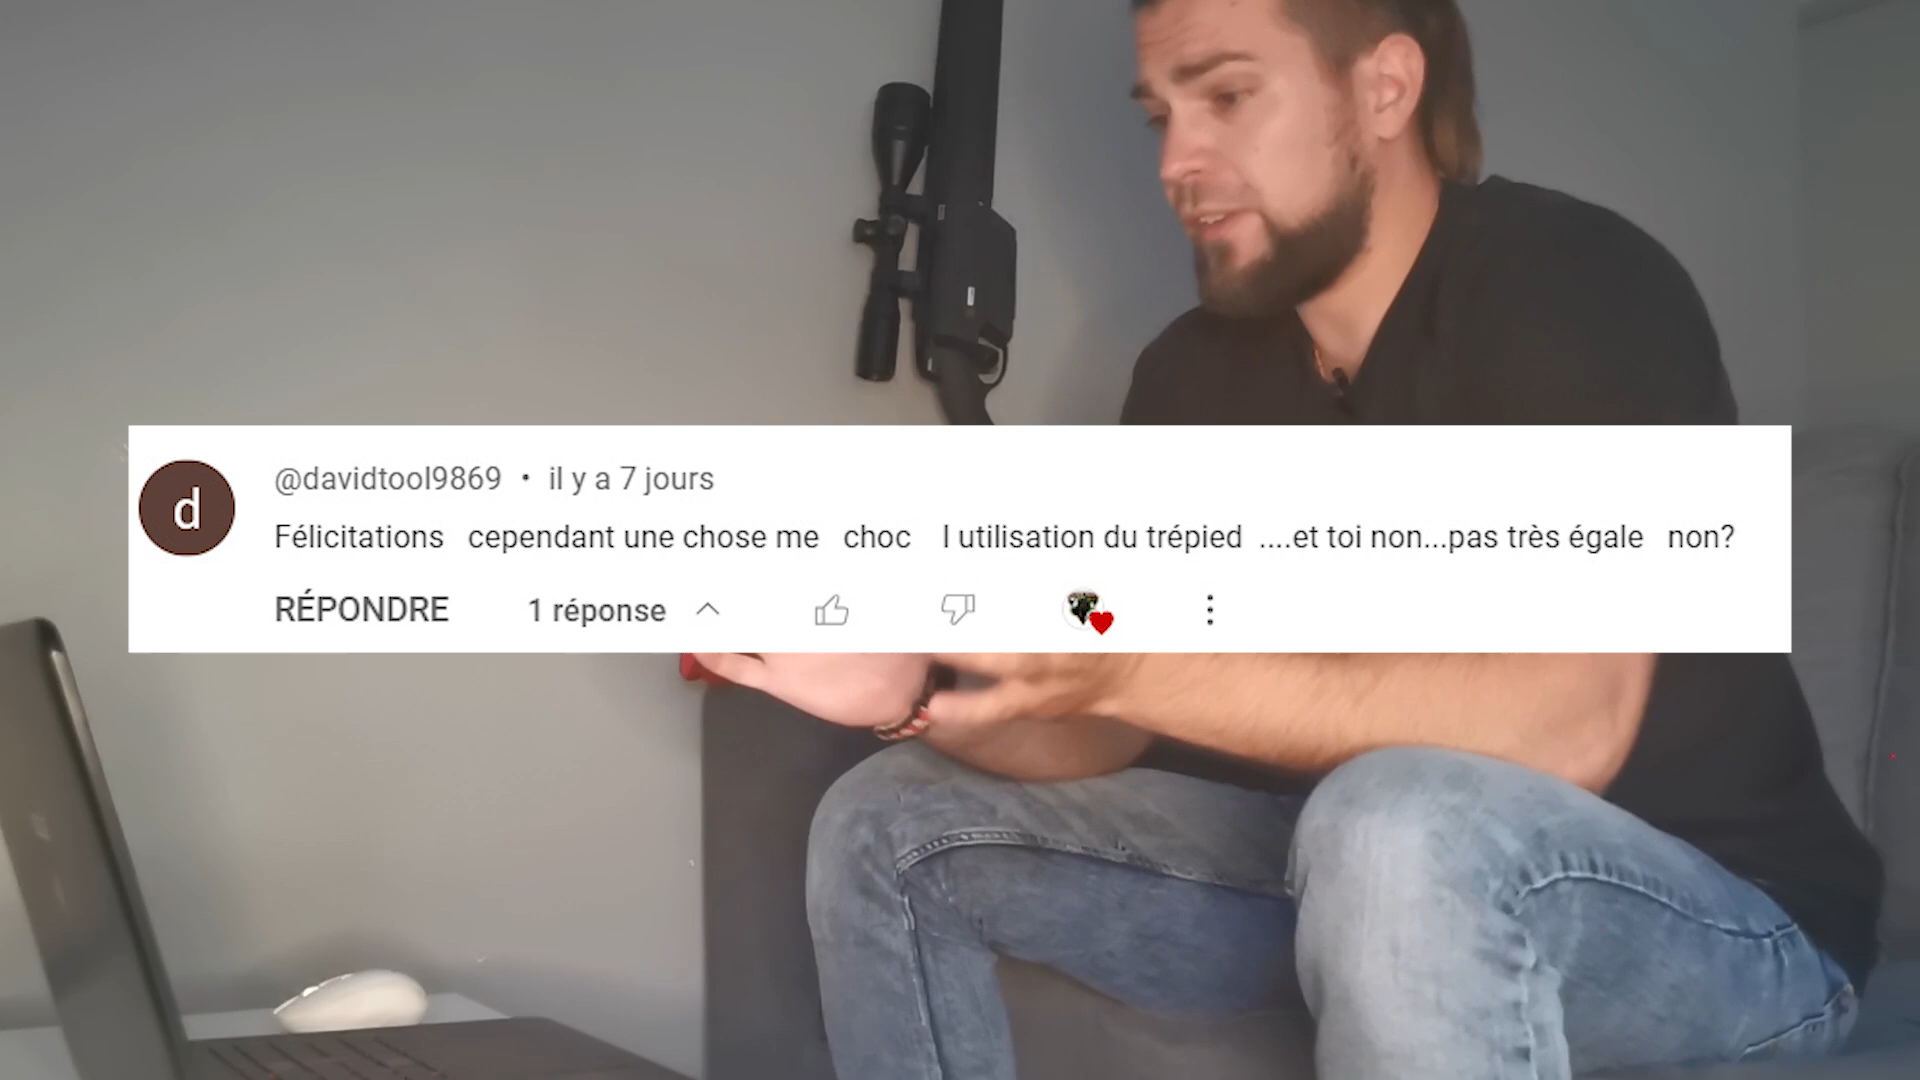 d
@davidtool9869 • il y a 7 jours
Félicitations cependant une chose me choc l utilisation du trépied ....et toi non...pas très égale non?
RÉPONDRE 1 réponse